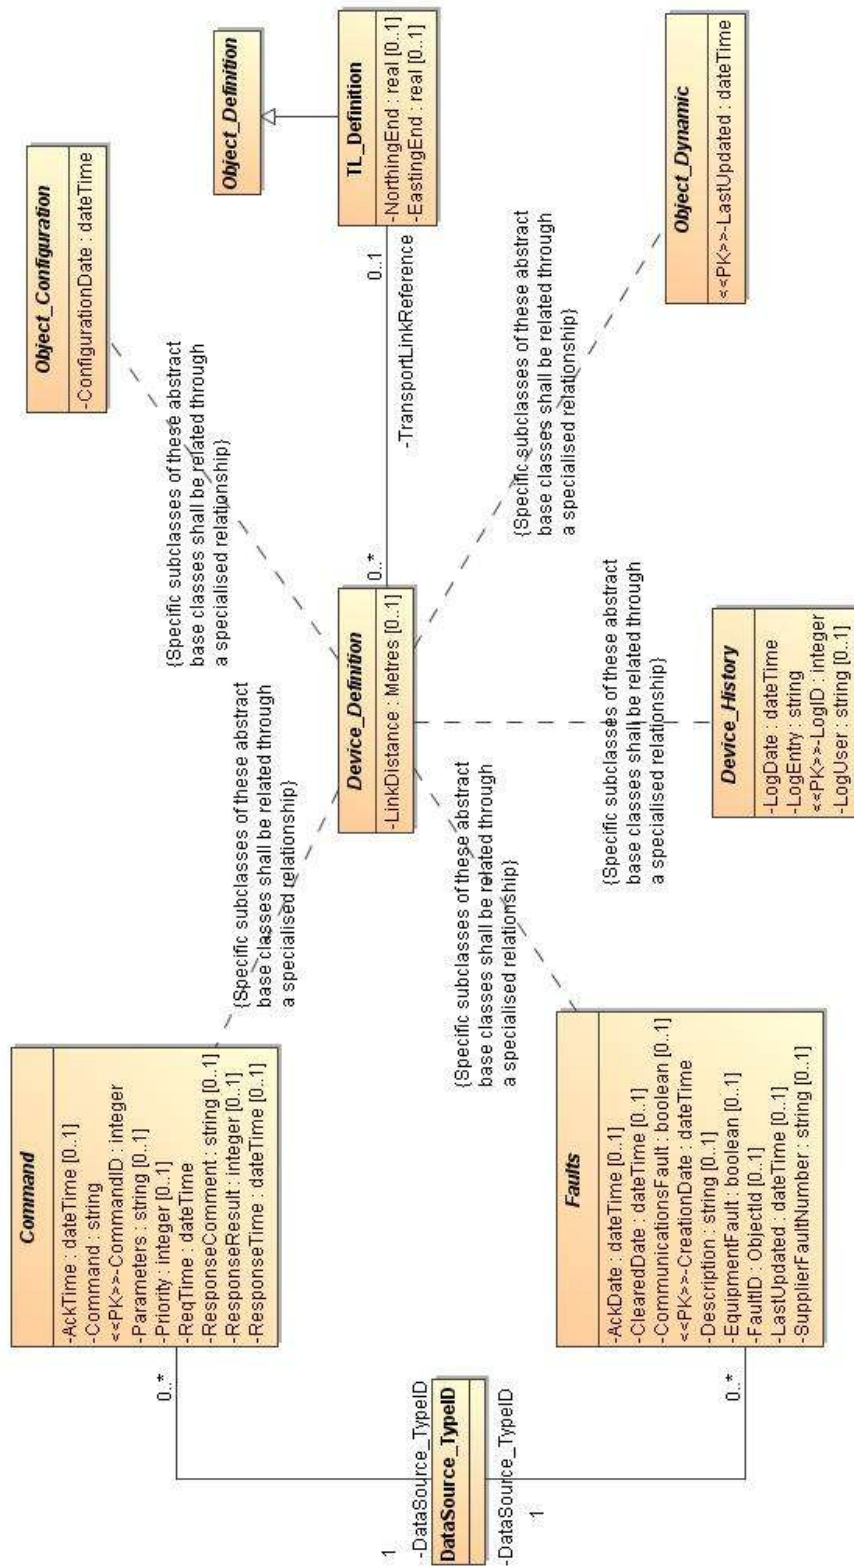 Command
-AckTime : dateTime [0..1]
-Command : string
<<PK>>-CommandID : integer
-Parameters : string [0..1]
-Priority : integer [0..1]
-ReqTime : dateTime
-ResponseComment : string [0..1]
-ResponseResult : integer [0..1]
-ResponseTime : dateTime [0..1]
0..*
1
-DataSource_TypeID
DataSource_TypeID
-DataSource_TypeID
1
0..*
Faults
-AckDate : dateTime [0..1]
-ClearedDate : dateTime [0..1]
-CommunicationsFault : boolean [0..1]
<<PK>>-CreationDate : dateTime
-Description : string [0..1]
-EquipmentFault : boolean [0..1]
-FaultID : ObjectId [0..1]
-LastUpdated : dateTime [0..1]
-SupplierFaultNumber : string [0..1]
{Specific subclasses of these abstract
base classes shall be related through
a specialised relationship}
{Specific subclasses of these abstract
base classes shall be related through
a specialised relationship}
Device_Definition
-LinkDistance : Metres [0..1]
{Specific subclasses of these abstract
base classes shall be related through
a specialised relationship}
Device_History
-LogDate : dateTime
-LogEntry : string
<<PK>>-LogID : integer
-LogUser : string [0..1]
{Specific subclasses of these abstract
base classes shall be related through
a specialised relationship}
Object_Configuration
-ConfigurationDate : dateTime
0..*
0..1
-TransportLinkReference
Object_Definition
TL_Definition
-NorthingEnd : real [0..1]
-EastingEnd : real [0..1]
{Specific subclasses of these abstract
base classes shall be related through
a specialised relationship}
Object_Dynamic
<<PK>>-LastUpdated : dateTime